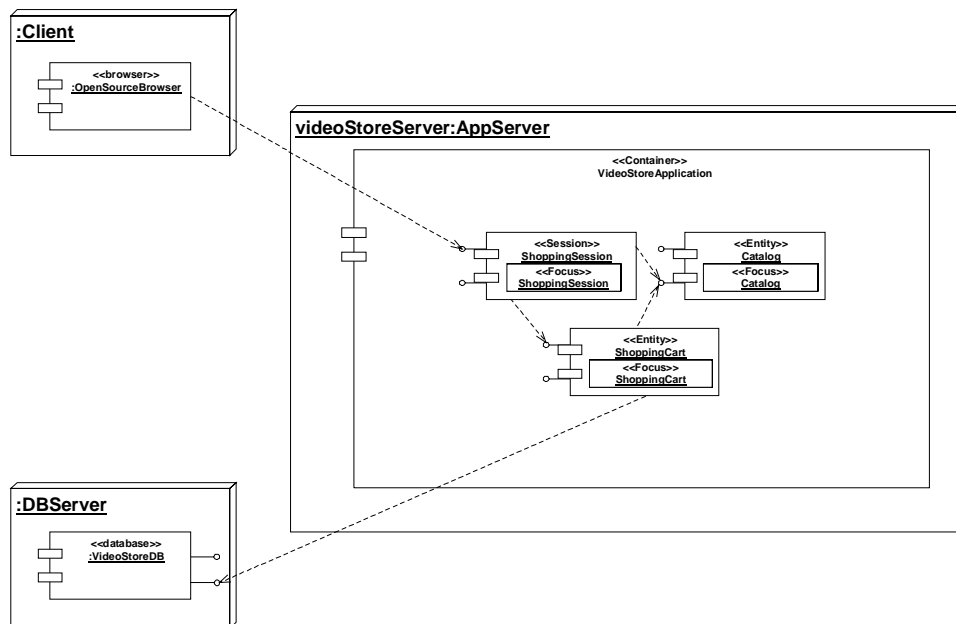 :Client
<<browser>>
:OpenSourceBrowser
videoStoreServer:AppServer
<<Container>>
VideoStoreApplication
<<Session>>
ShoppingSession
<<Focus>>
ShoppingSession
<<Entity>>
Catalog
<<Focus>>
Catalog
<<Entity>>
ShoppingCart
<<Focus>>
ShoppingCart
:DBServer
<<database>>
:VideoStoreDB